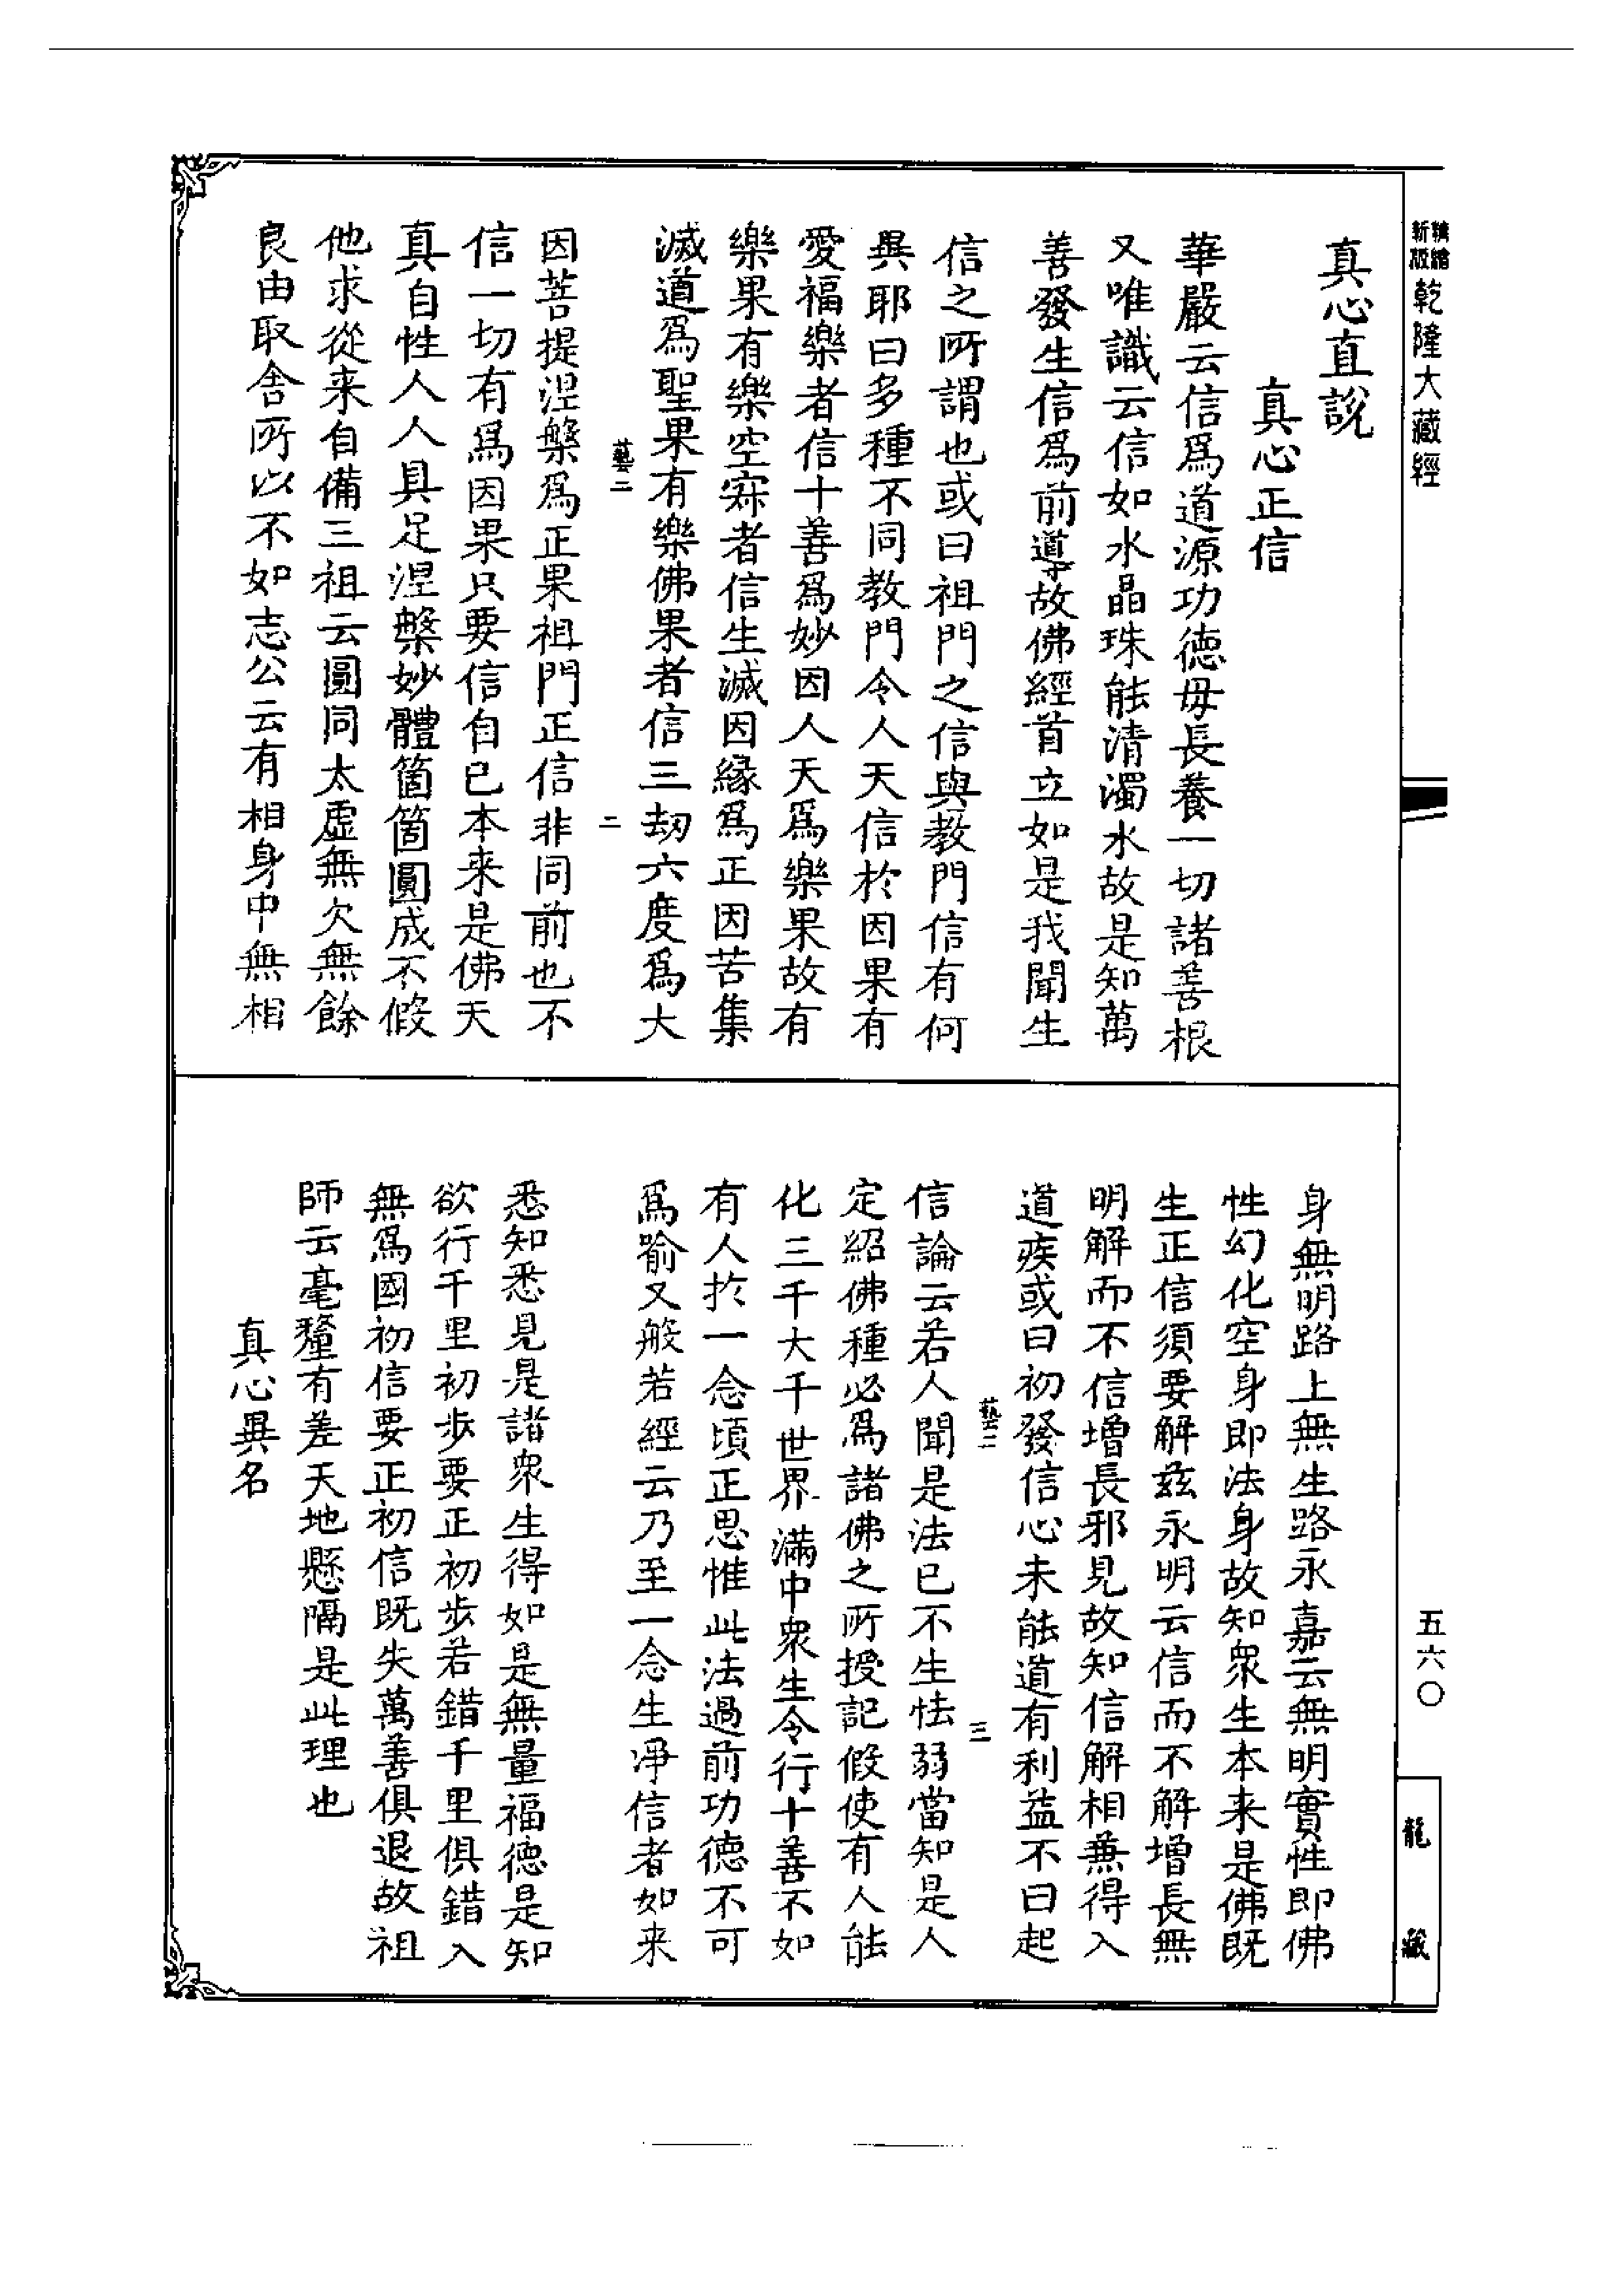 精繪
新版
乾隆大藏經
真心直說
真心正信
華嚴云信爲道源功德母長養一切諸善根
又唯識云信如水晶珠能清濁水故是知萬
善發生信爲前導故佛經首立如是我聞生
信之所謂也或曰祖門之信與教門信有何
異耶曰多種不同教門令人天信於因果有
愛福樂者信十善爲妙因人天爲樂果故有
樂果有樂空寂者信生滅因緣爲正因苦集
滅道爲聖果有樂佛果者信三劫六度爲大
藝二
二
因菩提涅槃爲正果祖門正信非同前也不
信一切有爲因果只要信自己本来是佛天
真自性人人具足涅槃妙體箇箇圓成不假
他求從来自備三祖云圓同太虛無欠無餘
良由取舍所以不如志公云有相身中無相
身無明路上無生路永嘉云無明實性即佛
性幻化空身即法身故知衆生本来是佛既
生正信須要解兹永明云信而不解增長無
明解而不信增長邪見故知信解相兼得入
道疾或曰初發信心未能道有利益不曰起
藝二
三
信論云若人聞是法已不生怯弱當知是人
定紹佛種必爲諸佛之所授記假使有人能
化三千大千世界滿中衆生令行十善不如
有人於一念頃正思惟此法過前功德不可
爲喻又般若經云乃至一念生淨信者如来
悉知悉見是諸衆生得如是無量福德是知
欲行千里初步要正初步若錯千里俱錯入
無爲國初信要正初信既失萬善俱退故祖
師云毫釐有差天地懸隔是此理也
真心異名
五六〇
龍藏